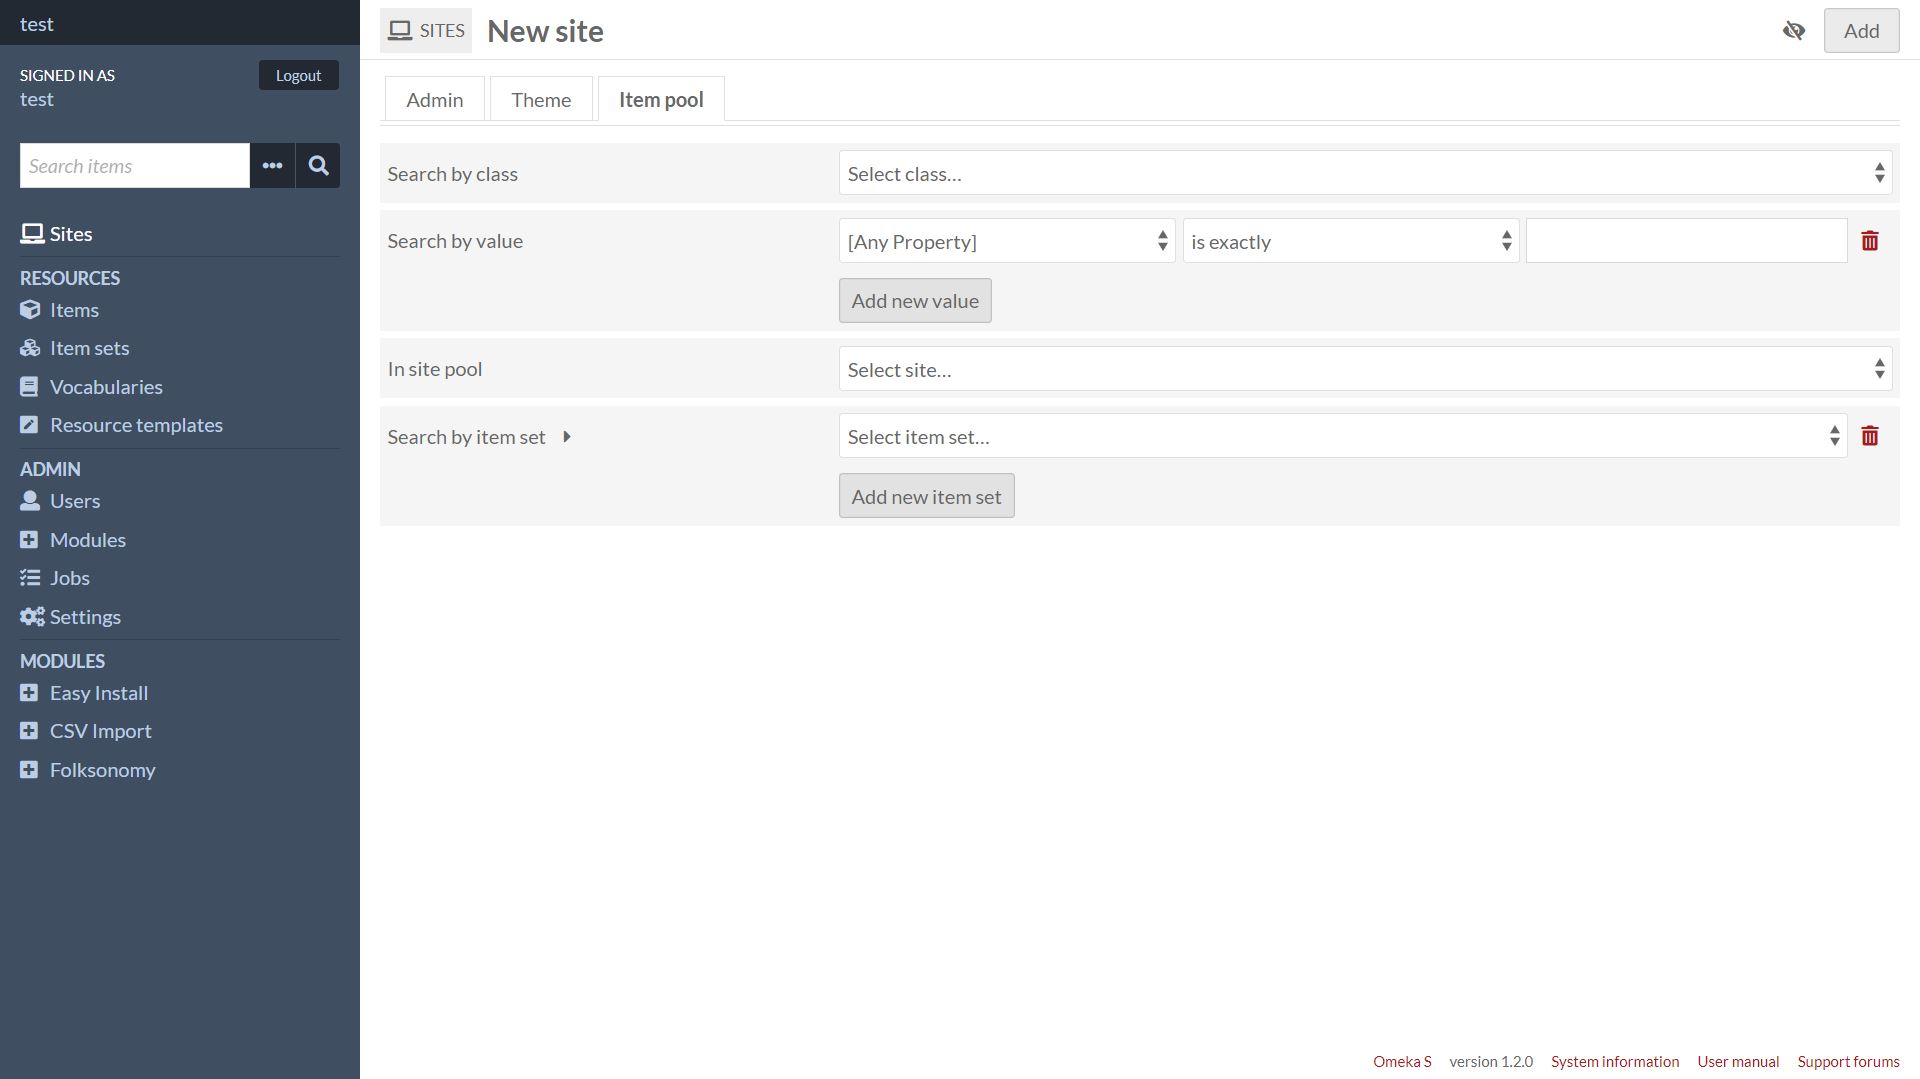 test
SIGNED IN AS
Logout
test
Search items
Sites
RESOURCES
Items
Item sets
Vocabularies
Resource templates
ADMIN
Users
Modules
Jobs
Settings
MODULES
Easy Install
CSV Import
Folksonomy
SITES New site
Add
Admin Theme Item pool
Search by class Select class...
Search by value [Any Property] is exactly
Add new value
In site pool Select site...
Search by item set Select item set...
Add new item set
Omeka S version 1.2.0 System information User manual Support forums